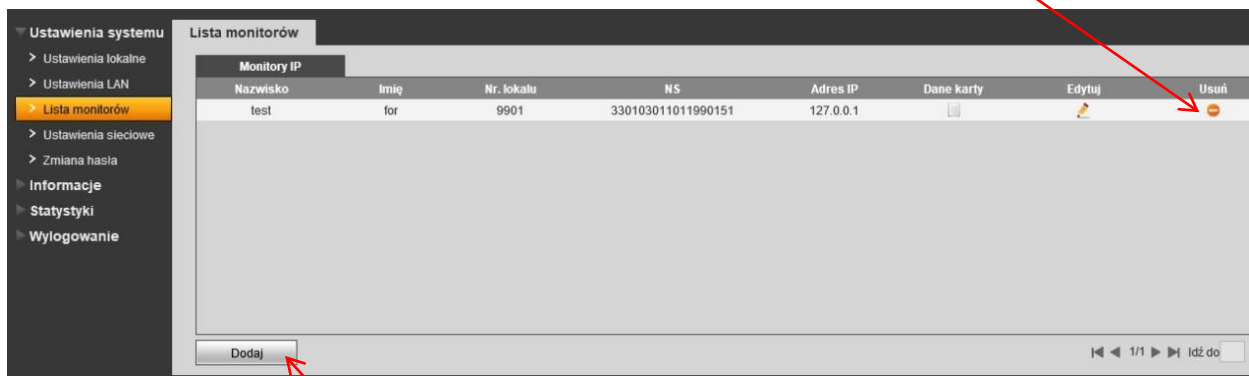 Ustawienia systemu
Ustawienia lokalne
Ustawienia LAN
Lista monitorów
Ustawienia sieciowe
Zmiana hasła
Informacje
Statystyki
Wylogowanie
Lista monitorów
Monitory IP
Nazwisko Imię Nr. lokalu NS Adres IP Dane karty Edytuj Usuń
test for 9901 330103011011990151 127.0.0.1
Dodaj
1/1 Idź do